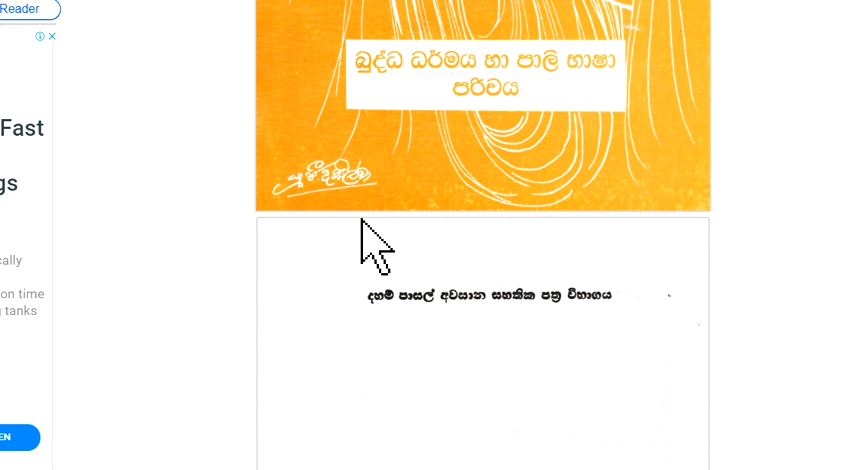 Reader
Fast
gs
cally
on time
tanks
EN
බුද්ධ ධර්මය හා පාලි භාෂා
පරිචය
දහම් පාසල් අවසාන සහතික පත්‍ර විභාගය